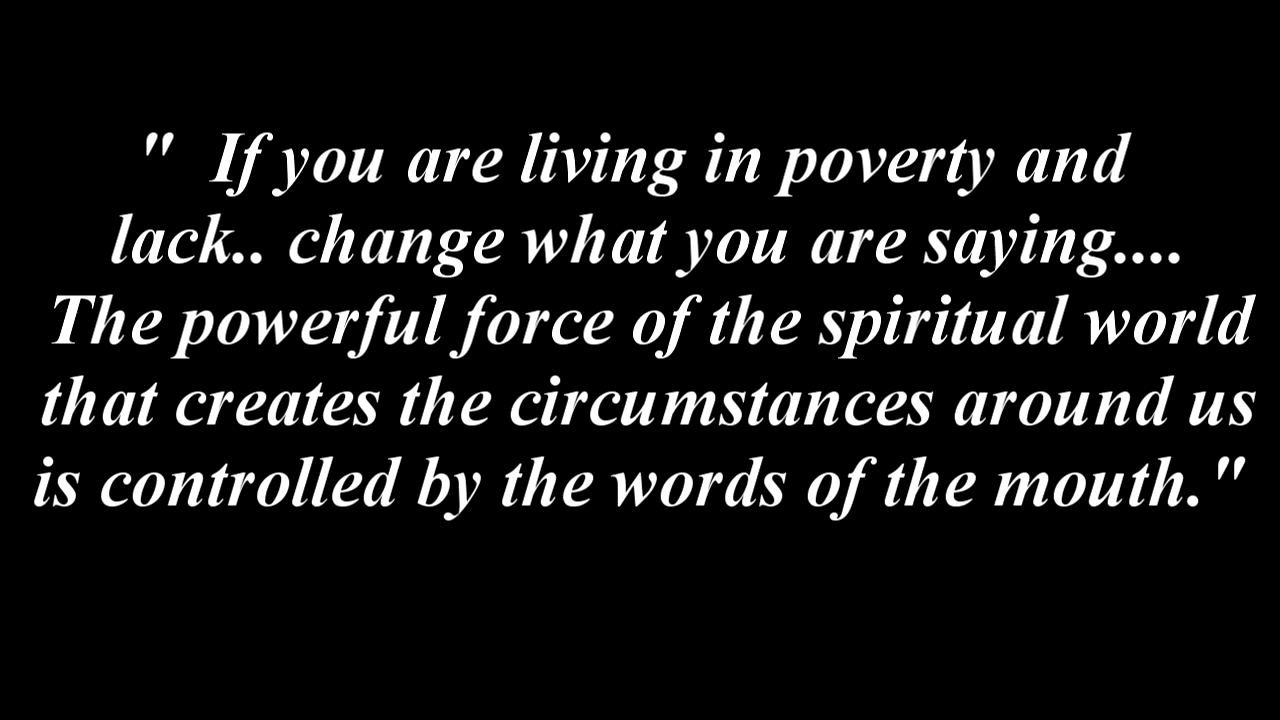 " If you are living in poverty and
lack.. change what you are saying....
The powerful force of the spiritual world
that creates the circumstances around us
is controlled by the words of the mouth."